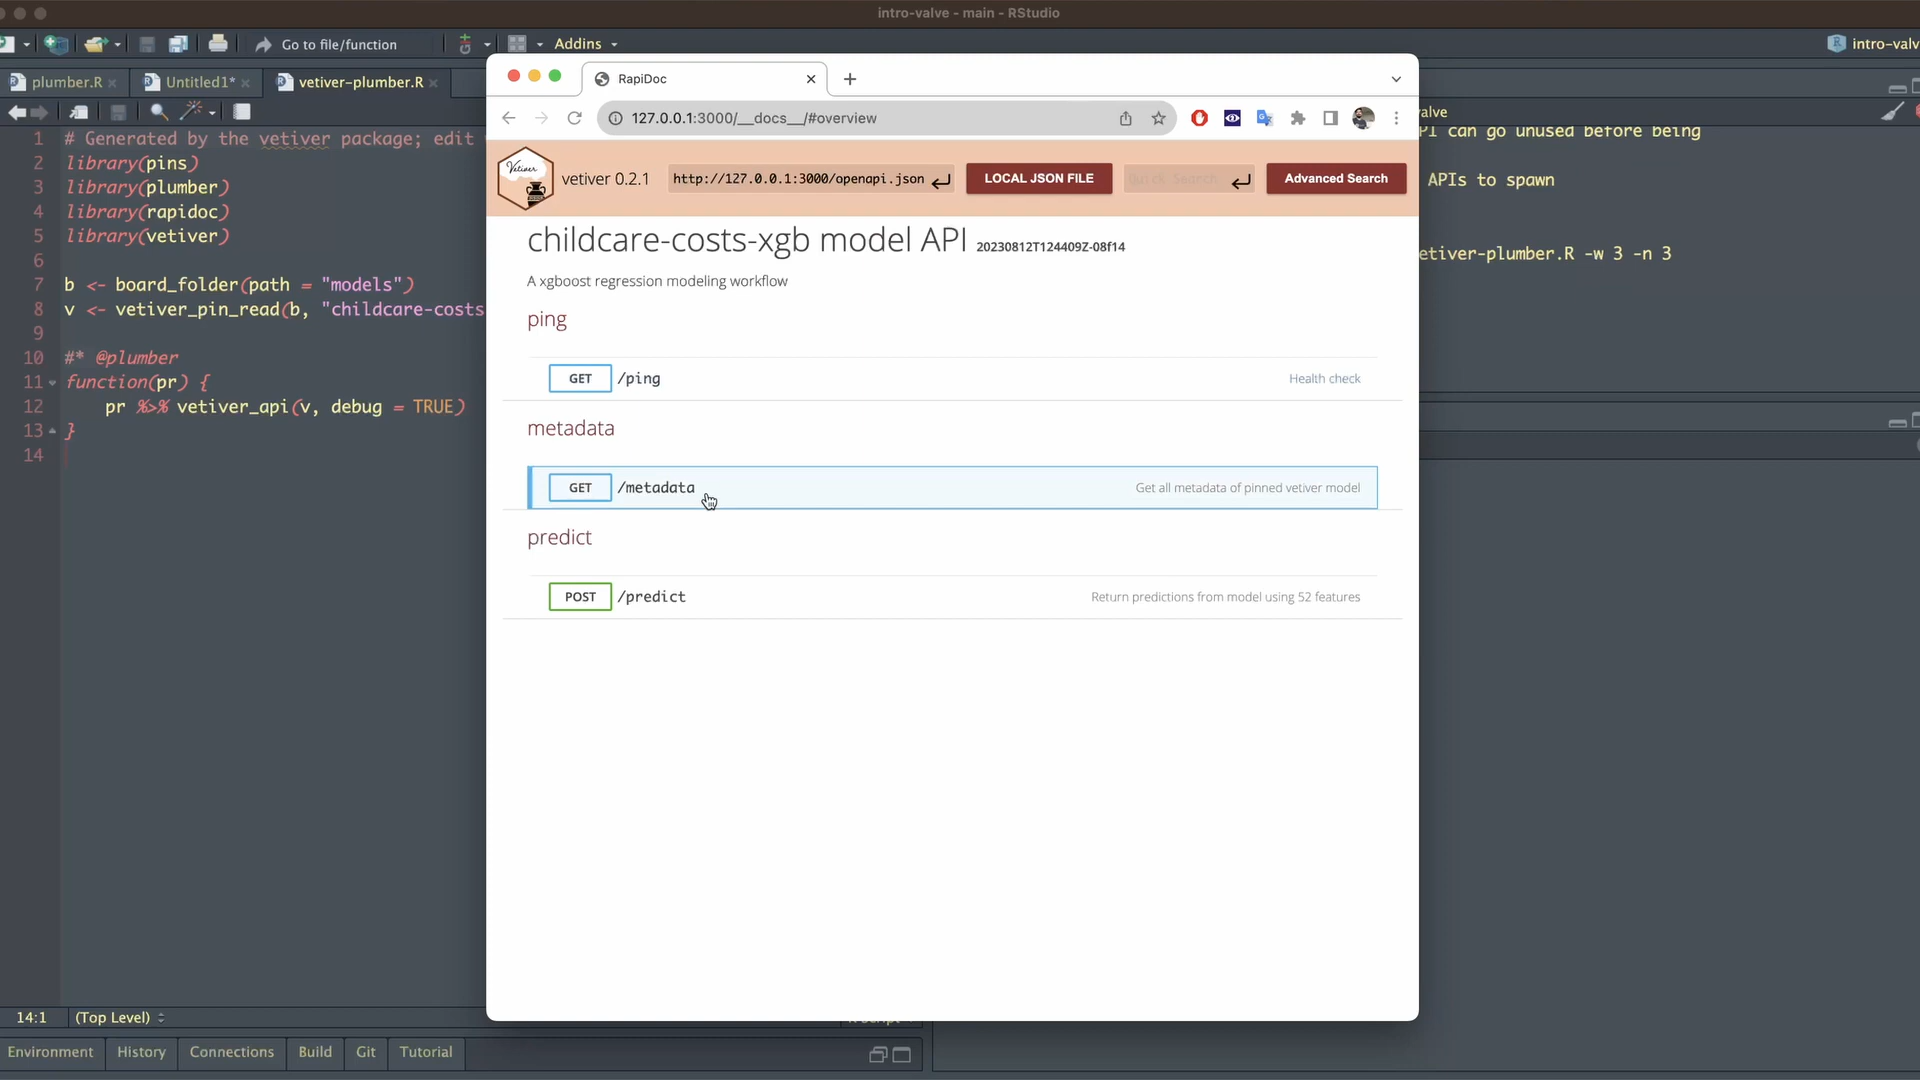 intro-valve - main - RStudio
Go to file/function
Addins
intro-valv
plumber.R
Untitled1*
vetiver-plumber.R
1 # Generated by the vetiver package; edit
2 library(pins)
3 library(plumber)
4 library(rapidoc)
5 library(vetiver)
6
7 b <- board_folder(path = "models")
8 v <- vetiver_pin_read(b, "childcare-costs
9
10 #* @plumber
11 function(pr) {
12 pr %>% vetiver_api(v, debug = TRUE)
13 }
14
14:1 (Top Level)
Environment
History
Connections
Build
Git
Tutorial
RapiDoc
127.0.0.1:3000/__docs__/#overview
Vetiver
vetiver 0.2.1
http://127.0.0.1:3000/openapi.json
LOCAL JSON FILE
Quick Search
Advanced Search
childcare-costs-xgb model API 20230812T124409Z-08f14
A xgboost regression modeling workflow
ping
GET /ping Health check
metadata
GET /metadata Get all metadata of pinned vetiver model
predict
POST /predict Return predictions from model using 52 features
valve
PI can go unused before being
APIs to spawn
etiver-plumber.R -w 3 -n 3